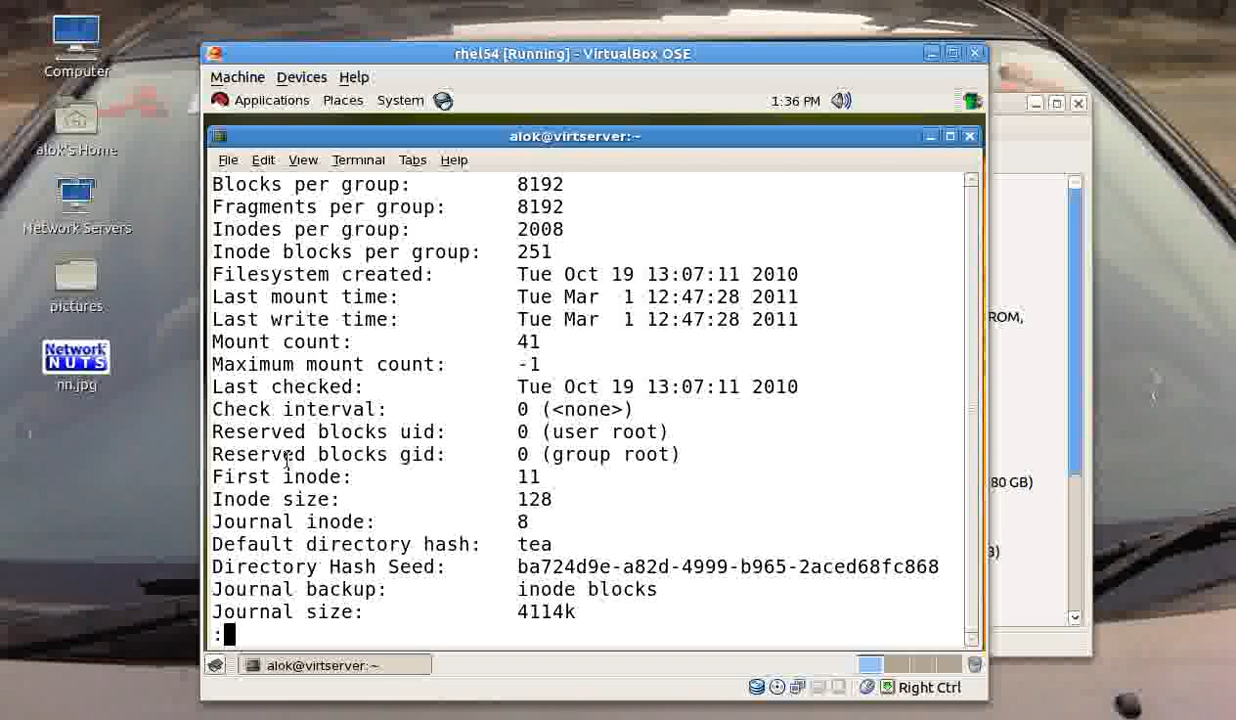 Computer
alok's Home
Network Servers
pictures
Network
NUTS
nn.jpg
rhel54 [Running] - VirtualBox OSE
Machine Devices Help
Applications Places System 1:36 PM
alok@virtserver:~
File Edit View Terminal Tabs Help
Blocks per group: 8192
Fragments per group: 8192
Inodes per group: 2008
Inode blocks per group: 251
Filesystem created: Tue Oct 19 13:07:11 2010
Last mount time: Tue Mar  1 12:47:28 2011
Last write time: Tue Mar  1 12:47:28 2011
Mount count: 41
Maximum mount count: -1
Last checked: Tue Oct 19 13:07:11 2010
Check interval: 0 (<none>)
Reserved blocks uid: 0 (user root)
Reserved blocks gid: 0 (group root)
First inode: 11
Inode size: 128
Journal inode: 8
Default directory hash: tea
Directory Hash Seed: ba724d9e-a82d-4999-b965-2aced68fc868
Journal backup: inode blocks
Journal size: 4114k
:
alok@virtserver:~
Right Ctrl
ROM,
80 GB)